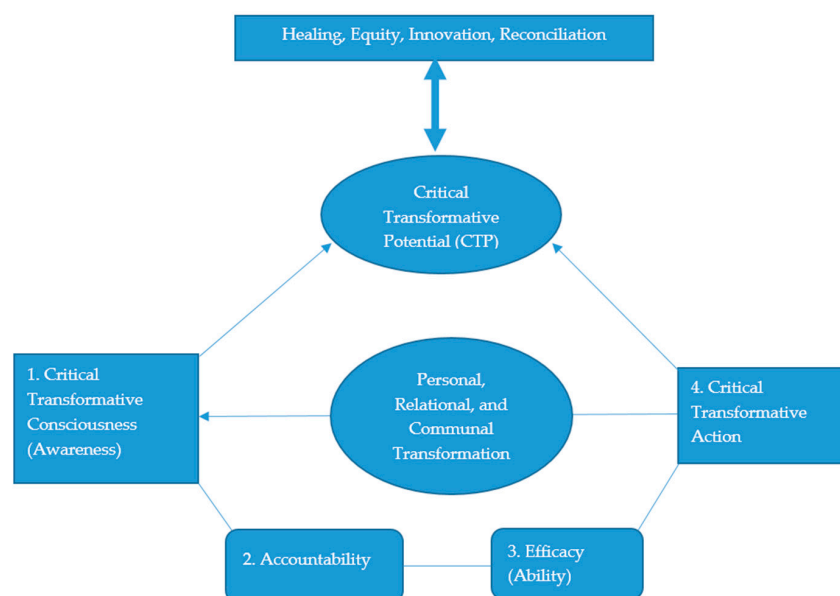 Healing, Equity, Innovation, Reconciliation
Critical
Transformative
Potential (CTP)
Personal,
Relational, and
Communal
Transformation
1. Critical
Transformative
Consciousness
(Awareness)
4. Critical
Transformative
Action
2. Accountability
3. Efficacy
(Ability)